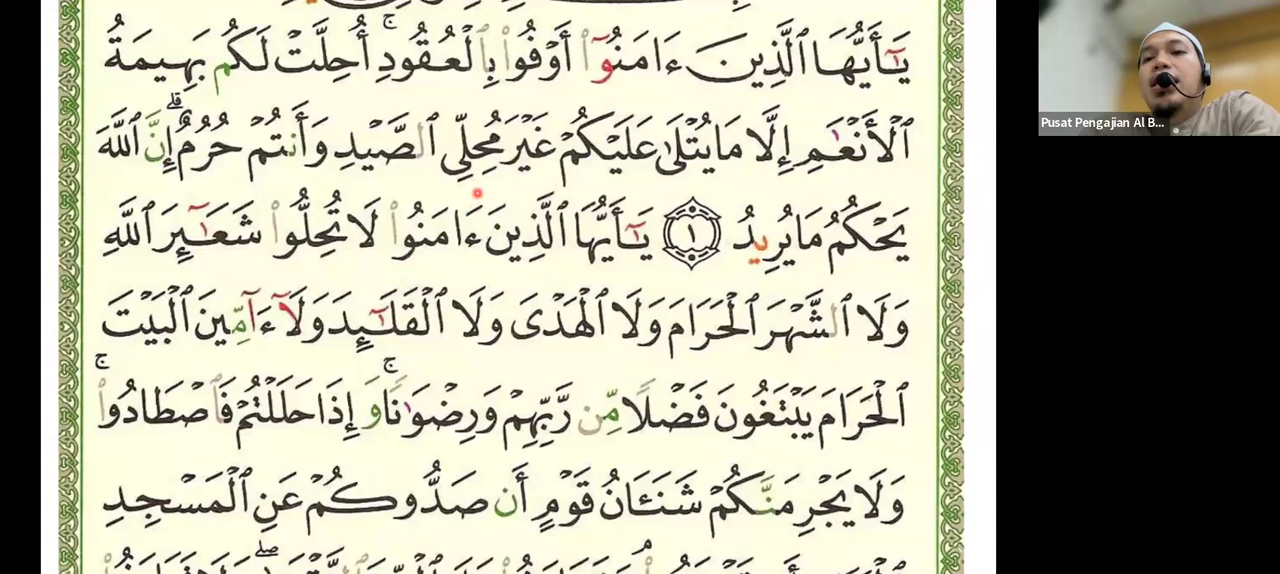 يَـٰٓأَيُّهَا ٱلَّذِينَ ءَامَنُوٓا۟ أَوْفُوا۟ بِٱلْعُقُودِ ۚ أُحِلَّتْ لَكُم بَهِيمَةُ
ٱلْأَنْعَـٰمِ إِلَّا مَا يُتْلَىٰ عَلَيْكُمْ غَيْرَ مُحِلِّى ٱلصَّيْدِ وَأَنتُمْ حُرُمٌ ۗ إِنَّ ٱللَّهَ
يَحْكُمُ مَا يُرِيدُ ١ يَـٰٓأَيُّهَا ٱلَّذِينَ ءَامَنُوا۟ لَا تُحِلُّوا۟ شَعَـٰٓئِرَ ٱللَّهِ
وَلَا ٱلشَّهْرَ ٱلْحَرَامَ وَلَا ٱلْهَدْىَ وَلَا ٱلْقَلَـٰٓئِدَ وَلَآ ءَآمِّينَ ٱلْبَيْتَ
ٱلْحَرَامَ يَبْتَغُونَ فَضْلًا مِّن رَّبِّهِمْ وَرِضْوَٰنًا ۚ وَإِذَا حَلَلْتُمْ فَٱصْطَادُوا۟ ۚ
وَلَا يَجْرِمَنَّكُمْ شَنَـَٔانُ قَوْمٍ أَن صَدُّوكُمْ عَنِ ٱلْمَسْجِدِ
Pusat Pengajian Al B...